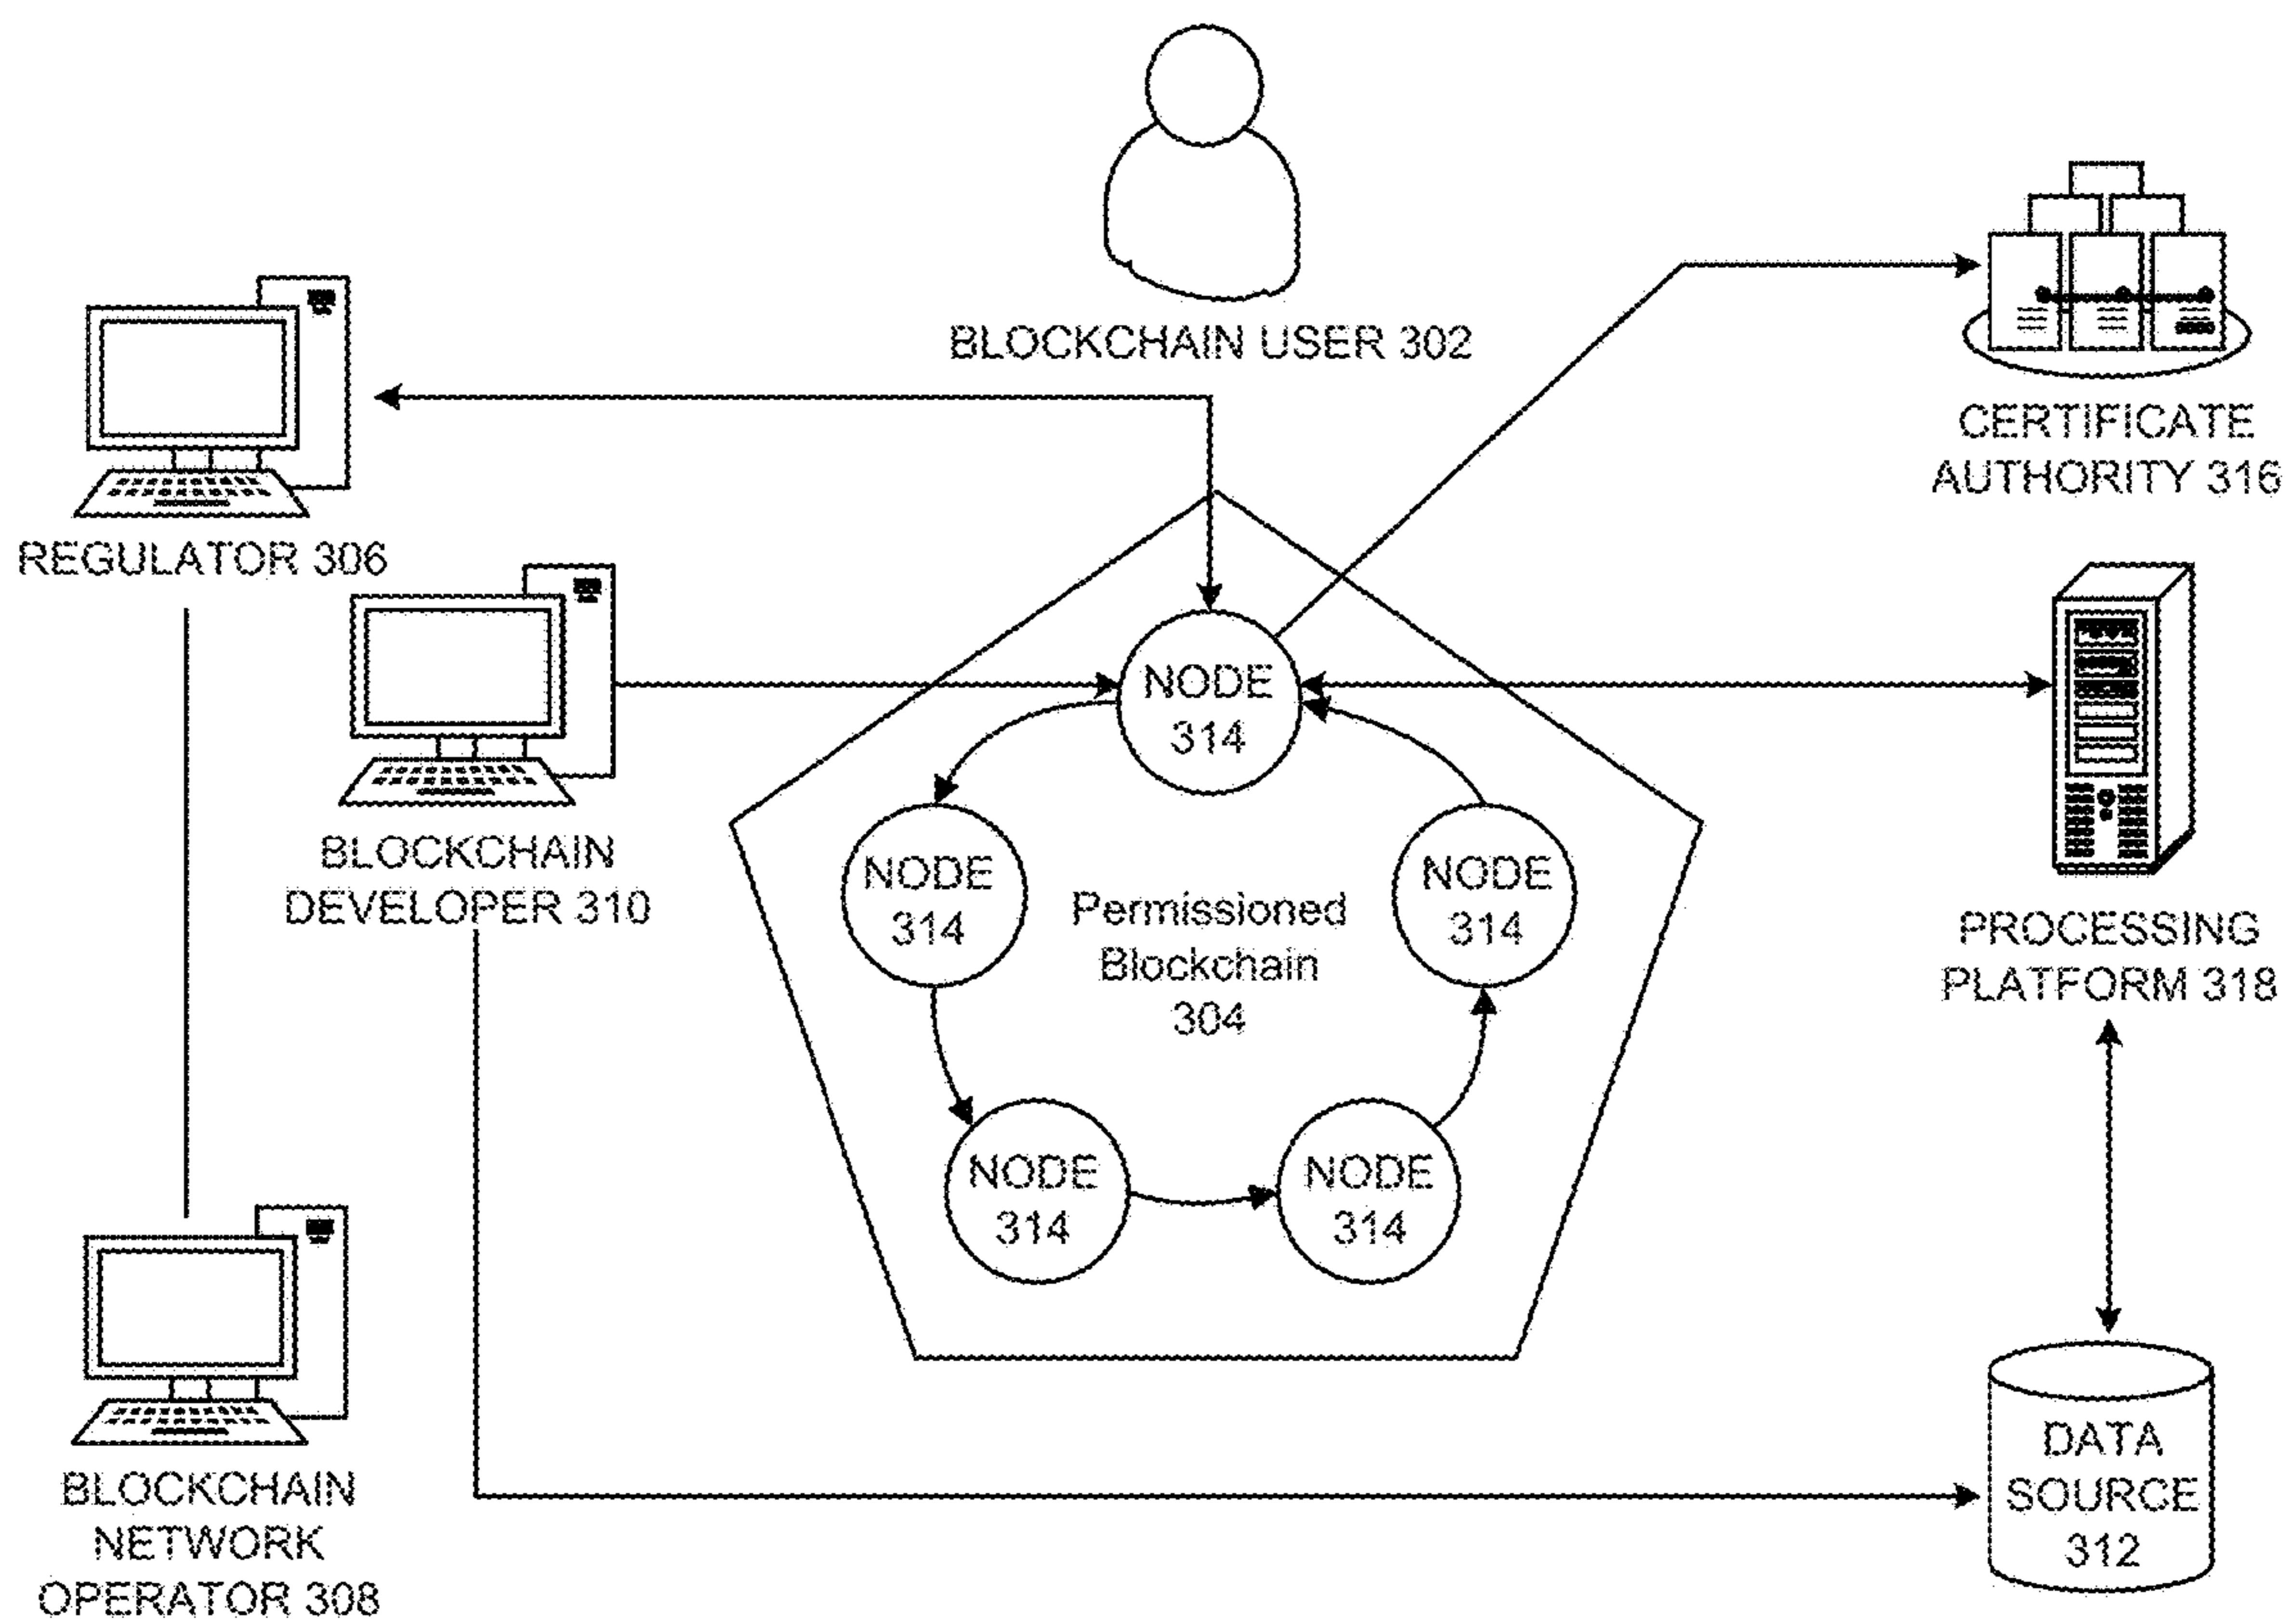 BLOCKCHAIN USER 302
CERTIFICATE
AUTHORITY 316
REGULATOR 306
NODE
314
BLOCKCHAIN
DEVELOPER 310
NODE
314
Permissioned
Blockchain
304
NODE
314
PROCESSING
PLATFORM 318
NODE
314
NODE
314
BLOCKCHAIN
NETWORK
OPERATOR 308
DATA
SOURCE
312